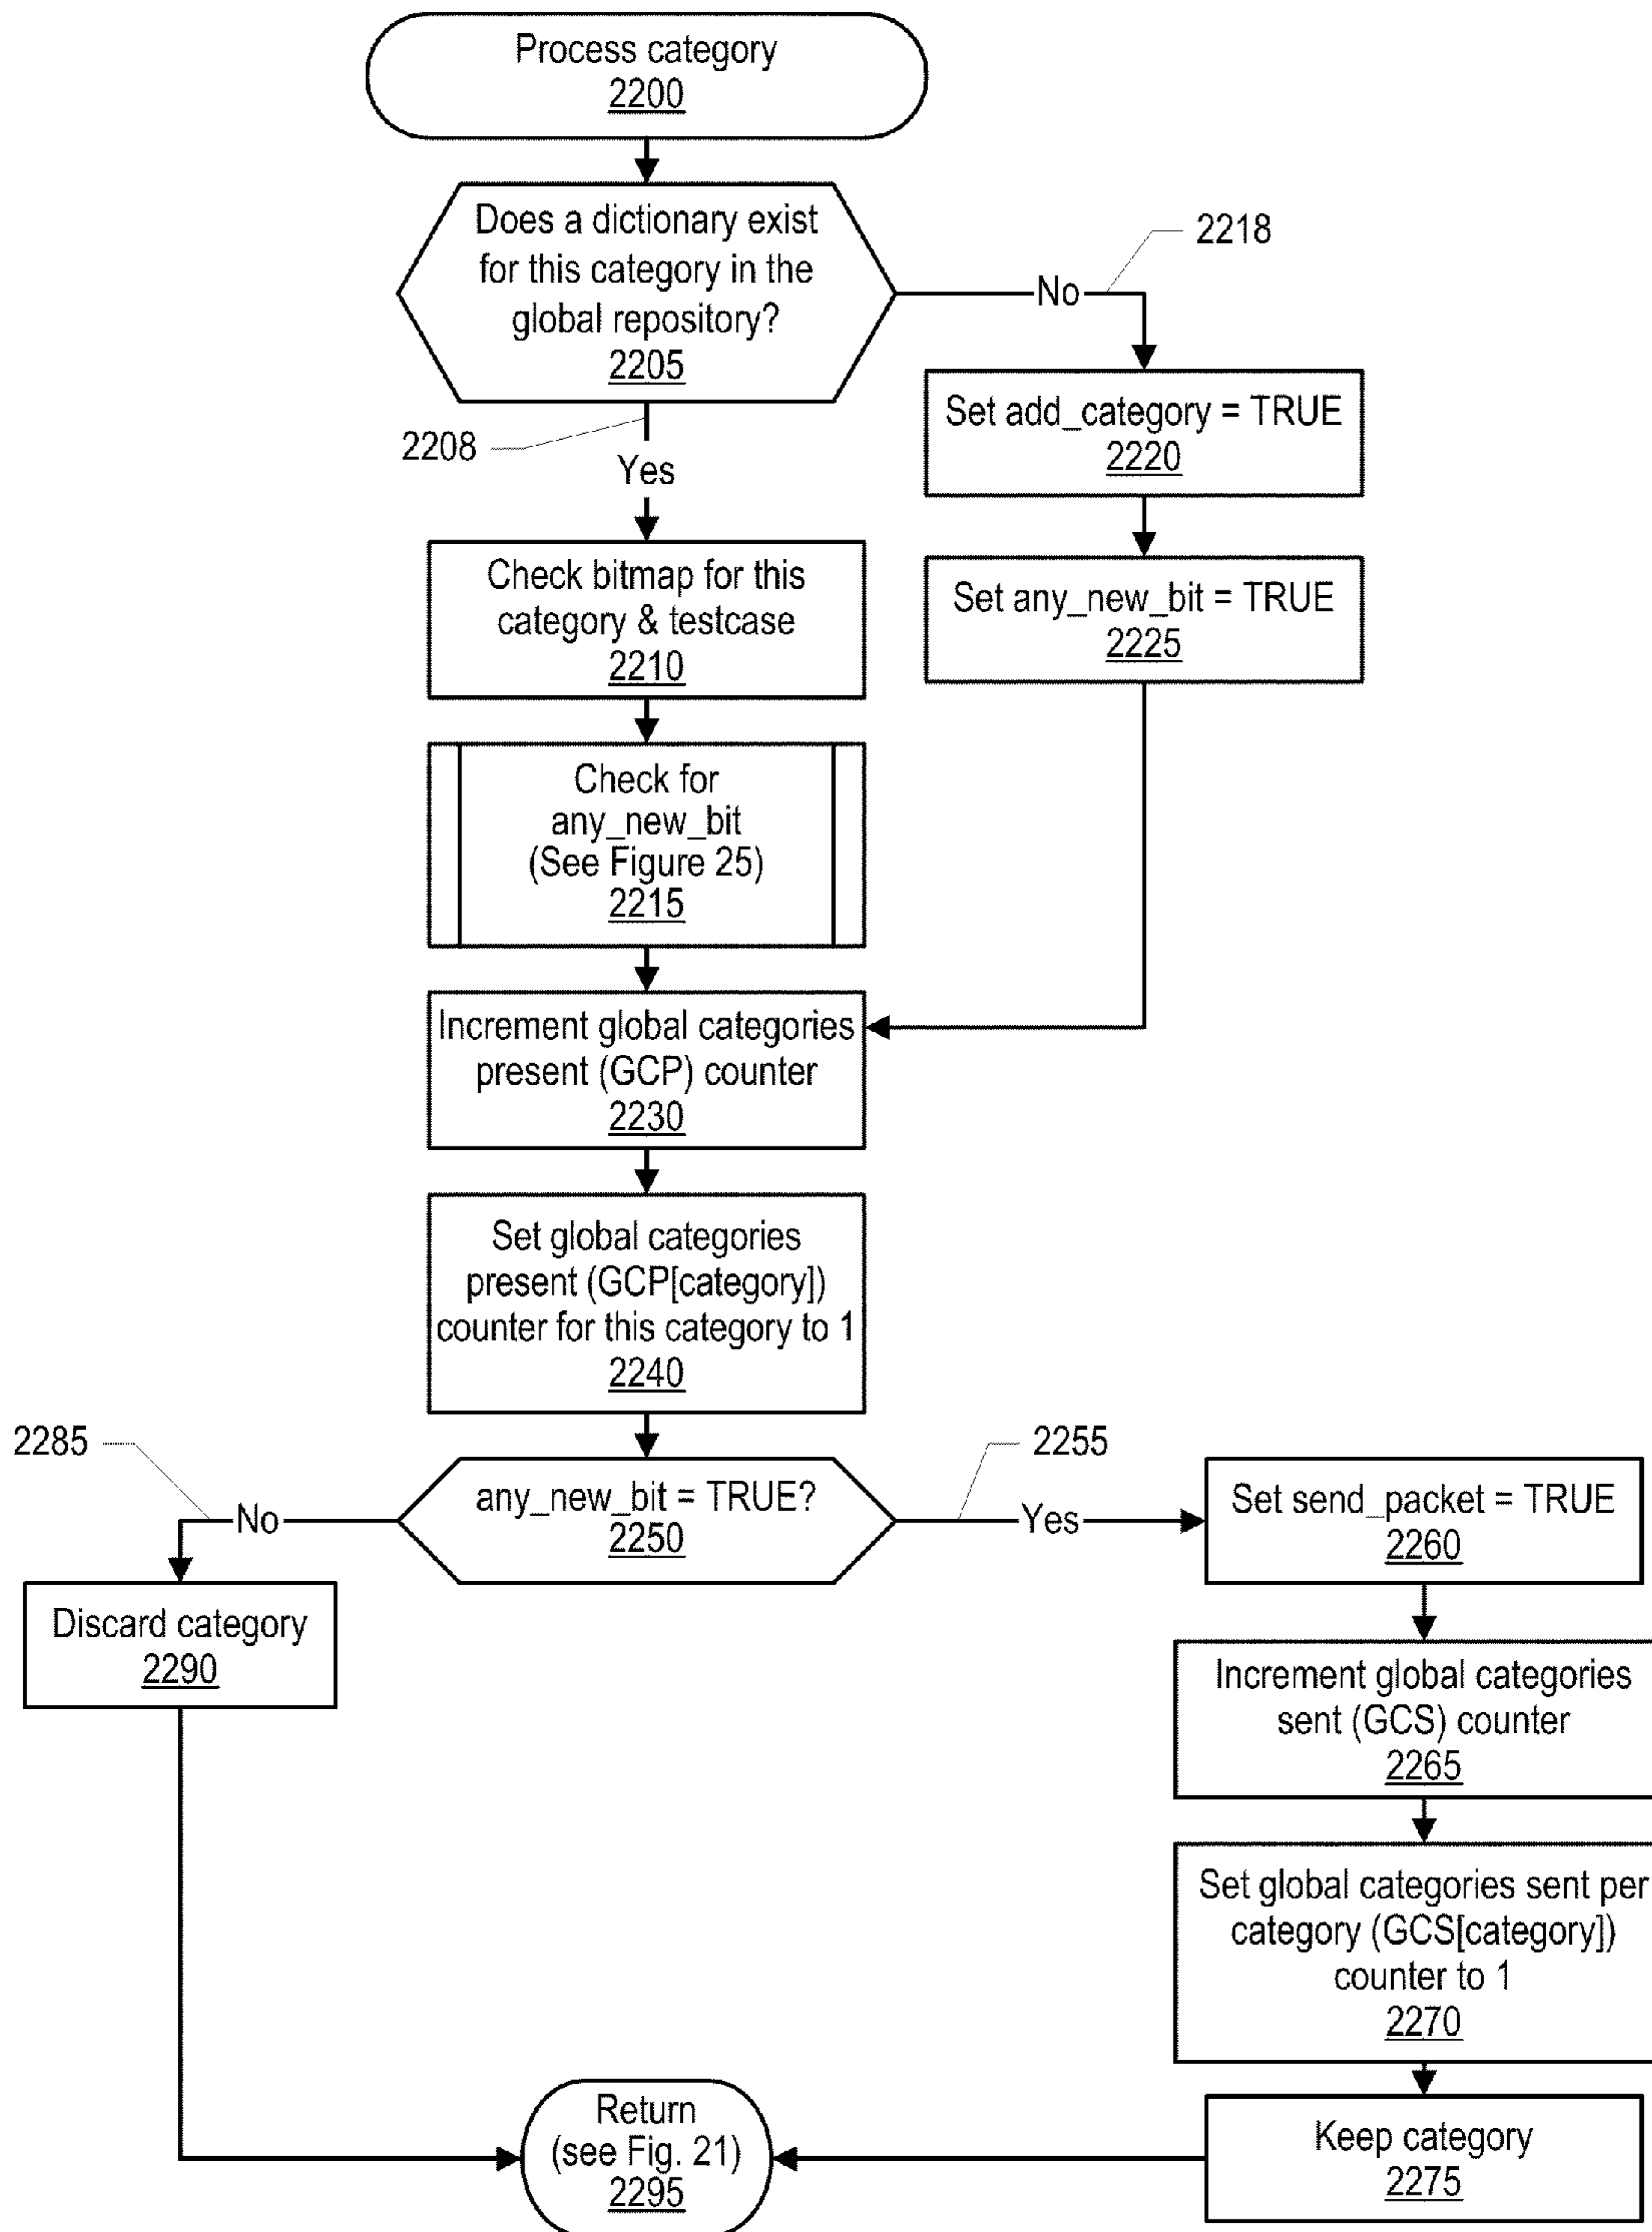 Process category
2200
Does a dictionary exist
for this category in the
global repository?
2205
2218
No
2208
Yes
Set add_category = TRUE
2220
Check bitmap for this
category & testcase
2210
Set any_new_bit = TRUE
2225
Check for
any_new_bit
(See Figure 25)
2215
Increment global categories
present (GCP) counter
2230
Set global categories
present (GCP[category])
counter for this category to 1
2240
2285
No
any_new_bit = TRUE?
2250
2255
Yes
Set send_packet = TRUE
2260
Discard category
2290
Increment global categories
sent (GCS) counter
2265
Set global categories sent per
category (GCS[category])
counter to 1
2270
Return
(see Fig. 21)
2295
Keep category
2275